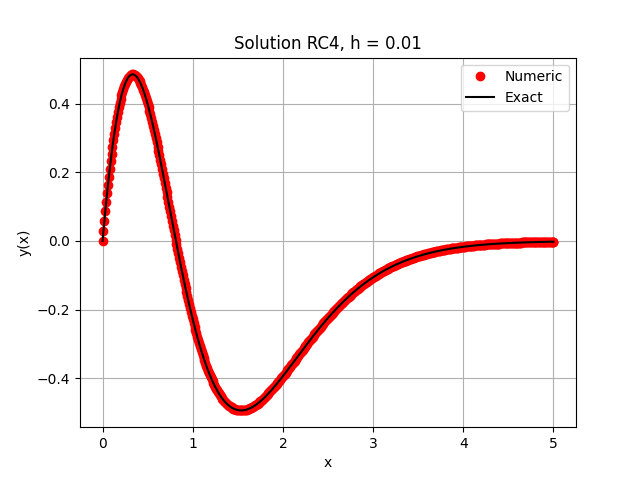 Solution RC4, h = 0.01
Numeric
Exact
y(x)
0.4
0.2
0.0
−0.2
−0.4
0 1 2 3 4 5
x